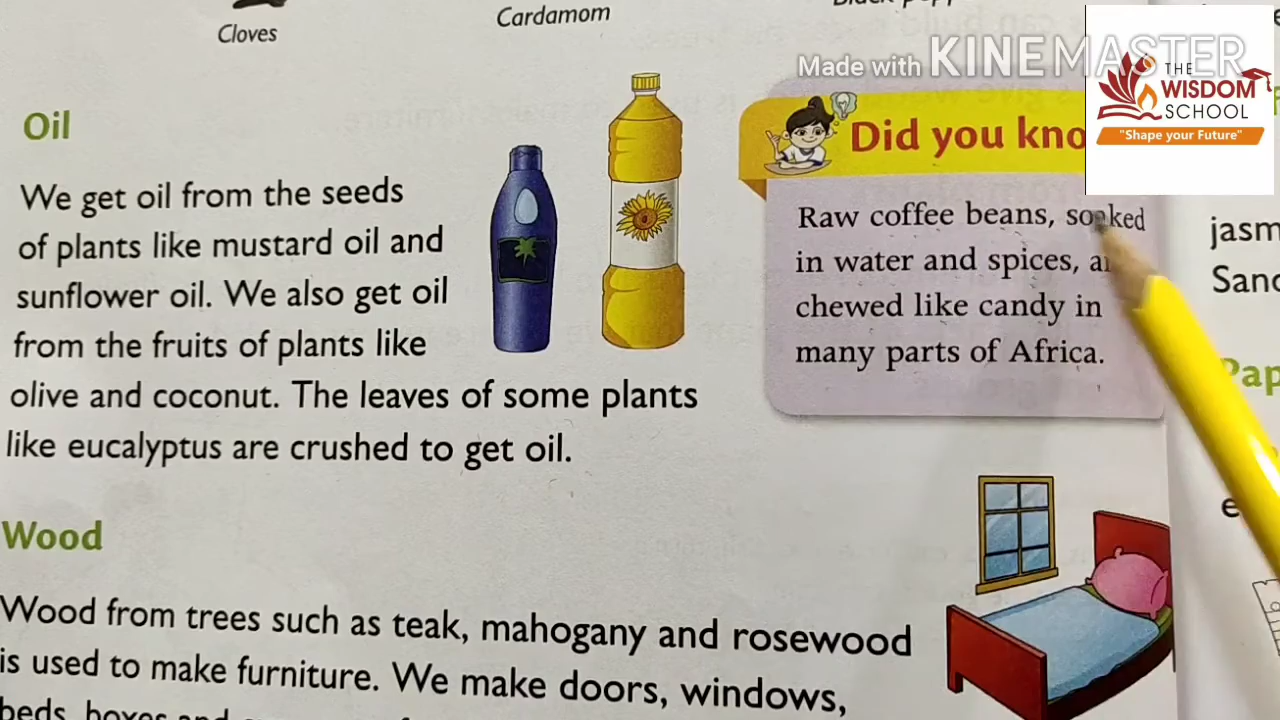 Cloves
Cardamom
Made with KINEMASTER
THE
WISDOM
SCHOOL
"Shape your Future"
Oil
We get oil from the seeds
of plants like mustard oil and
sunflower oil. We also get oil
from the fruits of plants like
olive and coconut. The leaves of some plants
like eucalyptus are crushed to get oil.
Did you kno
Raw coffee beans, soaked
in water and spices,
chewed like candy in
many parts of Africa.
jasm
Wood
Wood from trees such as teak, mahogany and rosewood
is used to make furniture. We make doors, windows,
beds, boxes and